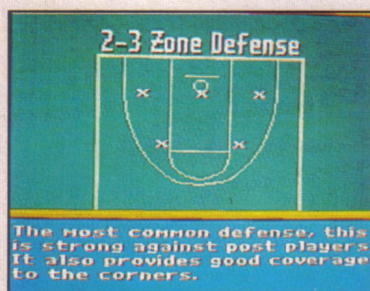 2-3 Zone Defense
The most common defense, this
is strong against post players
It also provides good coverage
to the corners.